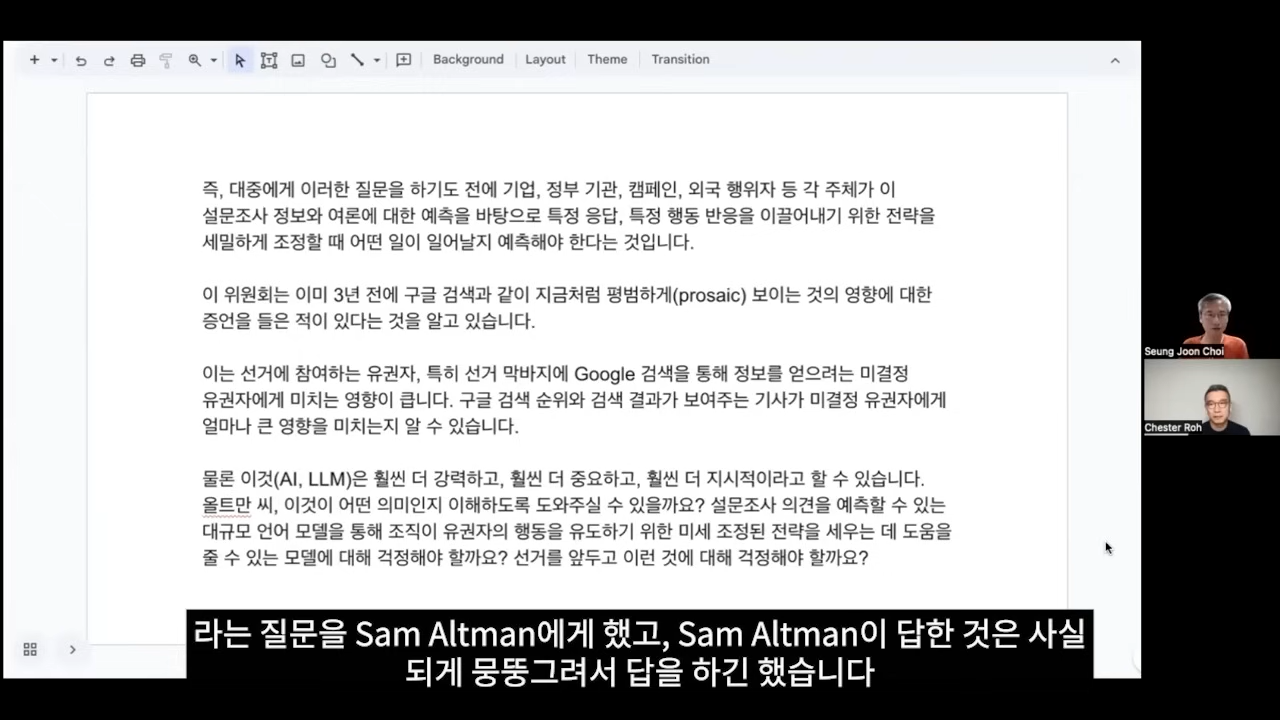 Background Layout Theme Transition
즉, 대중에게 이러한 질문을 하기도 전에 기업, 정부 기관, 캠페인, 외국 행위자 등 각 주체가 이
설문조사 정보와 여론에 대한 예측을 바탕으로 특정 응답, 특정 행동 반응을 이끌어내기 위한 전략을
세밀하게 조정할 때 어떤 일이 일어날지 예측해야 한다는 것입니다.
이 위원회는 이미 3년 전에 구글 검색과 같이 지금처럼 평범하게(prosaic) 보이는 것의 영향에 대한
증언을 들은 적이 있다는 것을 알고 있습니다.
이는 선거에 참여하는 유권자, 특히 선거 막바지에 Google 검색을 통해 정보를 얻으려는 미결정
유권자에게 미치는 영향이 큽니다. 구글 검색 순위와 검색 결과가 보여주는 기사가 미결정 유권자에게
얼마나 큰 영향을 미치는지 알 수 있습니다.
물론 이것(AI, LLM)은 훨씬 더 강력하고, 훨씬 더 중요하고, 훨씬 더 지시적이라고 할 수 있습니다.
올트만 씨, 이것이 어떤 의미인지 이해하도록 도와주실 수 있을까요? 설문조사 의견을 예측할 수 있는
대규모 언어 모델을 통해 조직이 유권자의 행동을 유도하기 위한 미세 조정된 전략을 세우는 데 도움을
줄 수 있는 모델에 대해 걱정해야 할까요? 선거를 앞두고 이런 것에 대해 걱정해야 할까요?
Seung Joon Choi
Chester Roh
라는 질문을 Sam Altman에게 했고, Sam Altman이 답한 것은 사실
되게 뭉뚱그려서 답을 하긴 했습니다